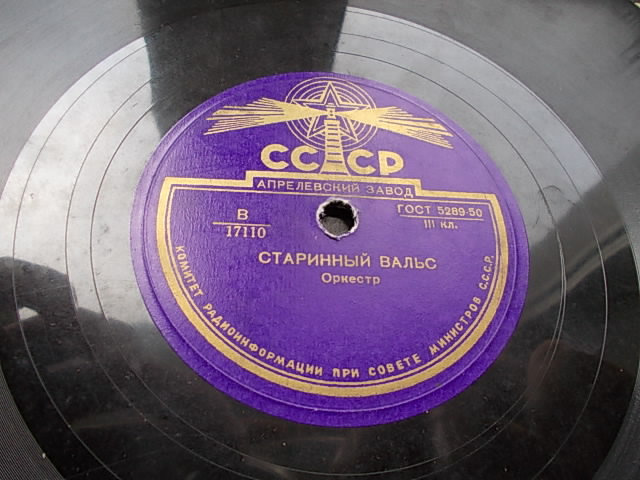 СССР
АПРЕЛЕВСКИЙ ЗАВОД
В
17110
ГОСТ 5289-50
III кл.
СТАРИННЫЙ ВАЛЬС
Оркестр
КОМИТЕТ РАДИОИНФОРМАЦИИ ПРИ СОВЕТЕ МИНИСТРОВ С.С.С.Р.